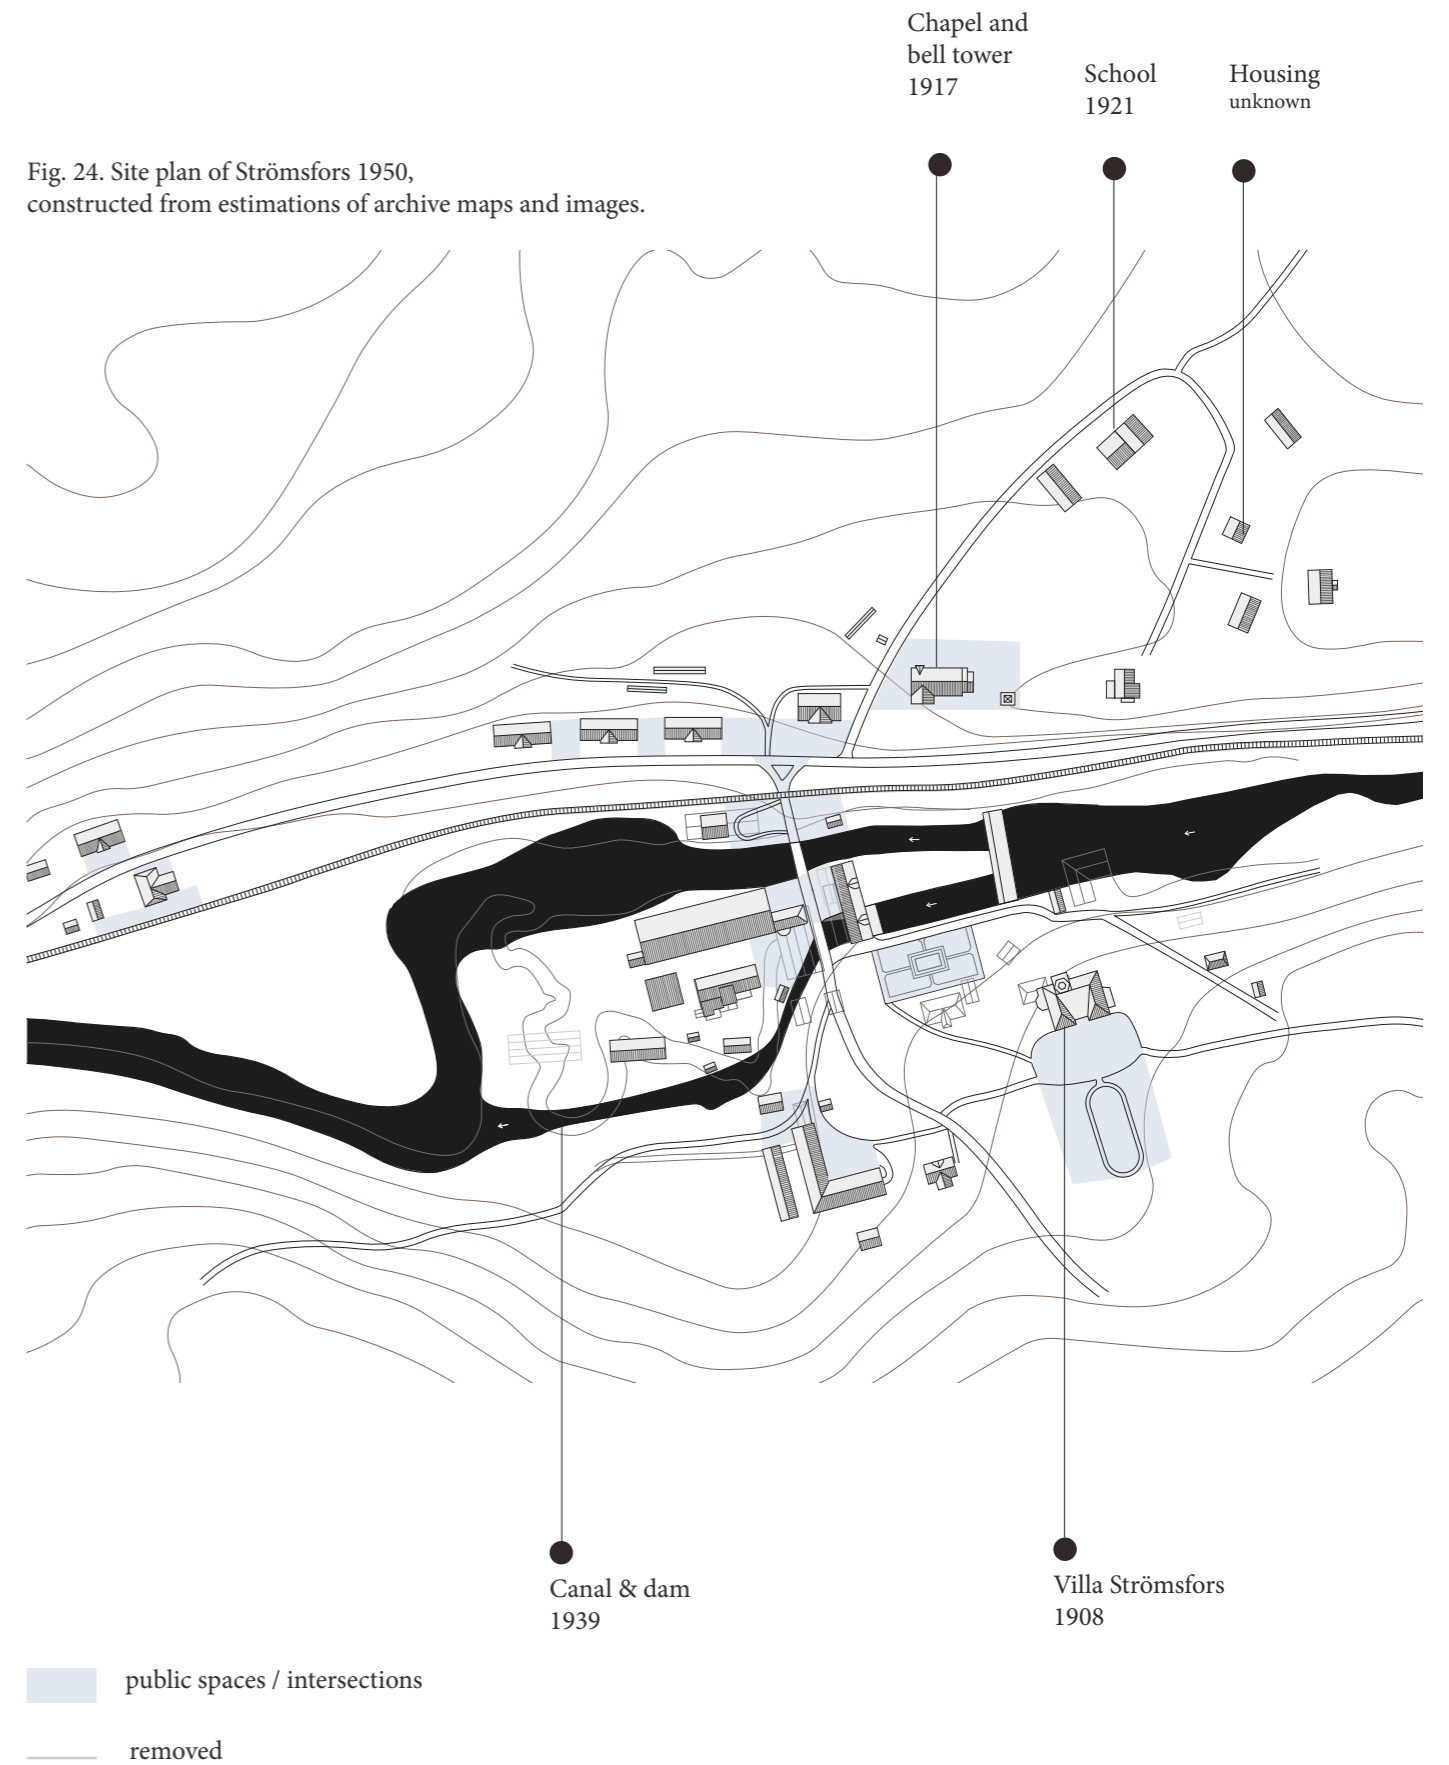 Chapel and
bell tower
1917
School
1921
Housing
unknown
Fig. 24. Site plan of Strömsfors 1950,
constructed from estimations of archive maps and images.
Canal & dam
1939
Villa Strömsfors
1908
public spaces / intersections
removed